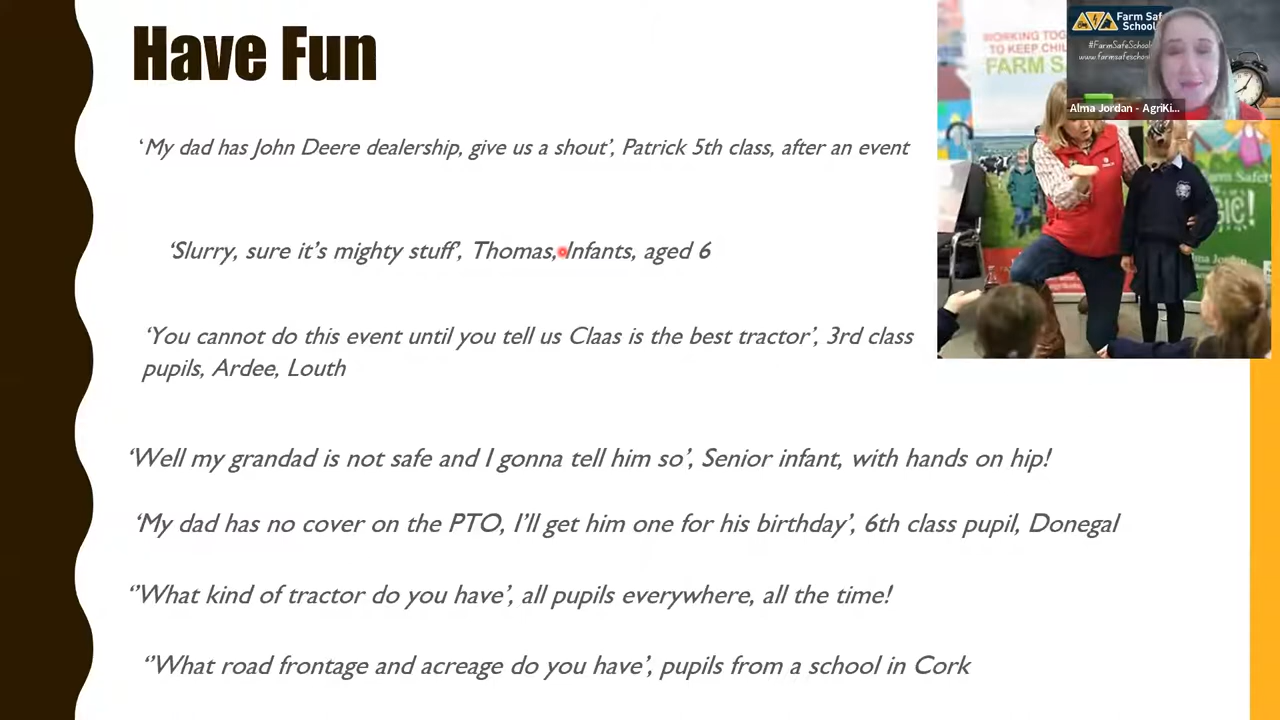 Have Fun
‘My dad has John Deere dealership, give us a shout’, Patrick 5th class, after an event
‘Slurry, sure it’s mighty stuff’, Thomas, Infants, aged 6
‘You cannot do this event until you tell us Claas is the best tractor’, 3rd class
pupils, Ardee, Louth
‘Well my grandad is not safe and I gonna tell him so’, Senior infant, with hands on hip!
‘My dad has no cover on the PTO, I’ll get him one for his birthday’, 6th class pupil, Donegal
‘’What kind of tractor do you have’, all pupils everywhere, all the time!
‘’What road frontage and acreage do you have’, pupils from a school in Cork
WORKING
TO KEEP
FARM
Farm
#FarmSafeSchool
Alma Jordan - AgriKi...
Farm Safety